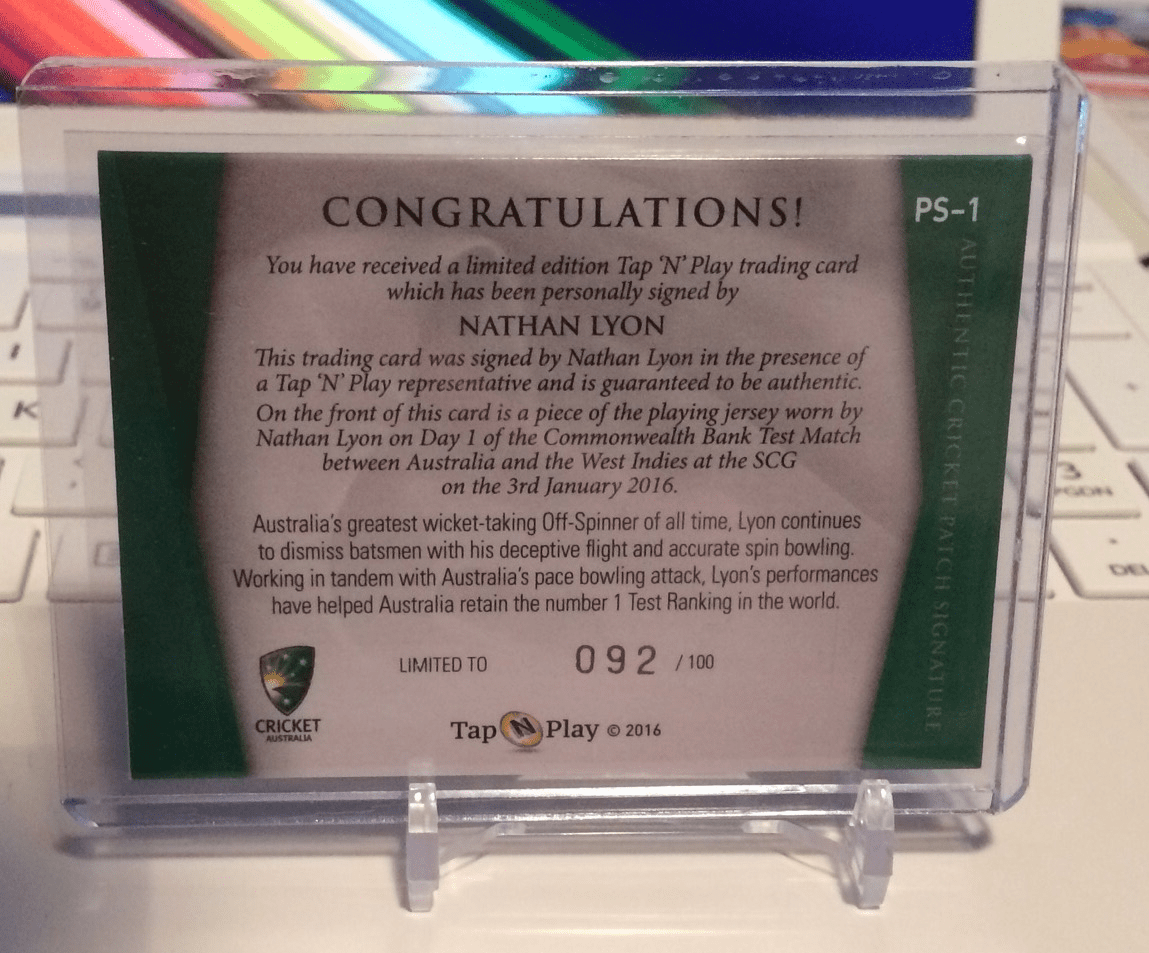 CONGRATULATIONS!
PS-1
You have received a limited edition Tap 'N' Play trading card
which has been personally signed by
NATHAN LYON
This trading card was signed by Nathan Lyon in the presence of
a Tap 'N' Play representative and is guaranteed to be authentic.
On the front of this card is a piece of the playing jersey worn by
Nathan Lyon on Day 1 of the Commonwealth Bank Test Match
between Australia and the West Indies at the SCG
on the 3rd January 2016.
Australia's greatest wicket-taking Off-Spinner of all time, Lyon continues
to dismiss batsmen with his deceptive flight and accurate spin bowling.
Working in tandem with Australia's pace bowling attack, Lyon's performances
have helped Australia retain the number 1 Test Ranking in the world.
LIMITED TO 092 / 100
CRICKET
AUSTRALIA
Tap N Play © 2016
AUTHENTIC CRICKET PATCH SIGNATURE
K
3
PGDN
DEL